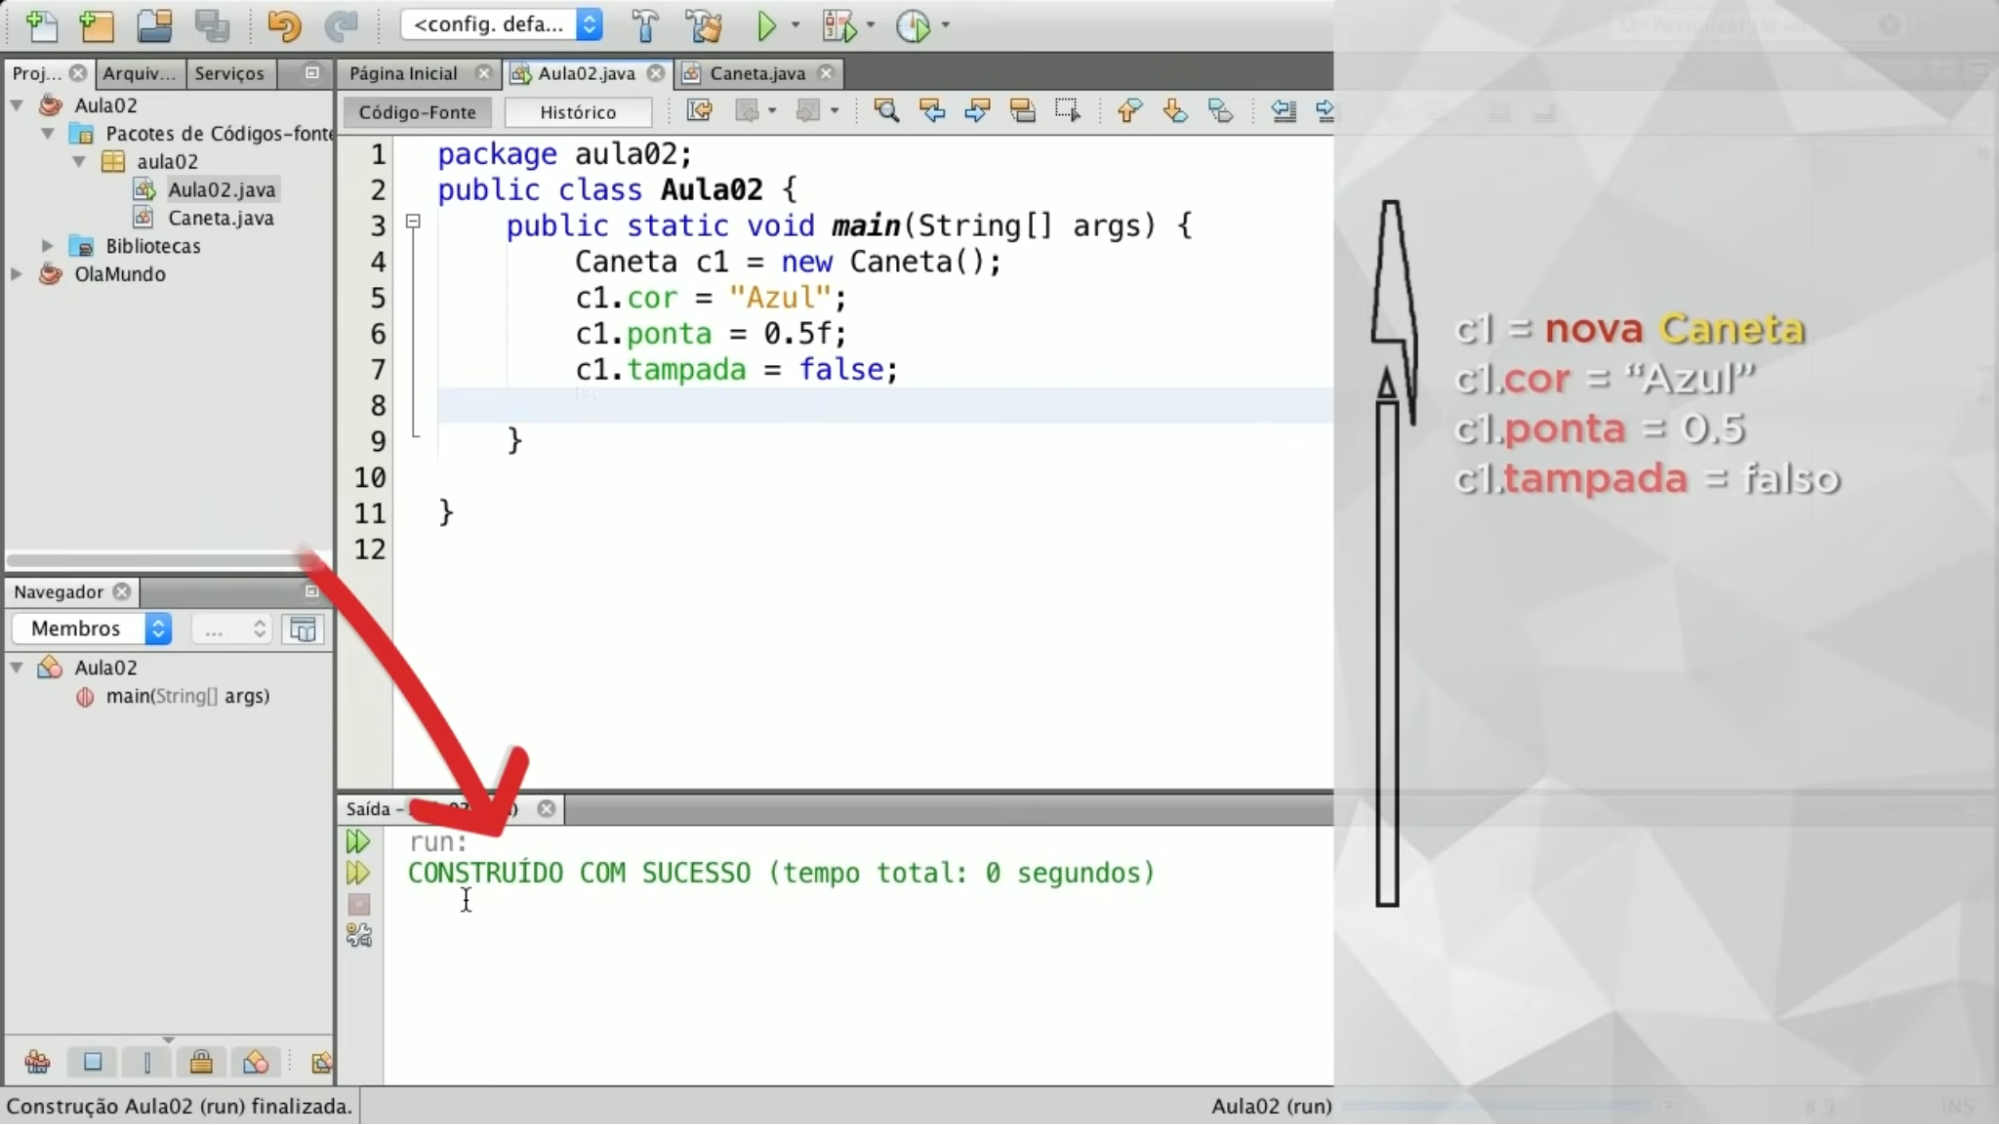 <config. defa...
Proj...
Arquiv...
Serviços
Página Inicial
Aula02.java
Caneta.java
Código-Fonte
Histórico
Aula02
Pacotes de Códigos-fonte
aula02
Aula02.java
Caneta.java
Bibliotecas
OlaMundo
1 package aula02;
2 public class Aula02 {
3 public static void main(String[] args) {
4 Caneta c1 = new Caneta();
5 c1.cor = "Azul";
6 c1.ponta = 0.5f;
7 c1.tampada = false;
8
9 }
10
11 }
12
c1 = nova Caneta
c1.cor = “Azul”
c1.ponta = 0.5
c1.tampada = falso
Navegador
Membros
...
Aula02
main(String[] args)
Saída –
run:
CONSTRUÍDO COM SUCESSO (tempo total: 0 segundos)
Construção Aula02 (run) finalizada.
Aula02 (run)
8:9
INS